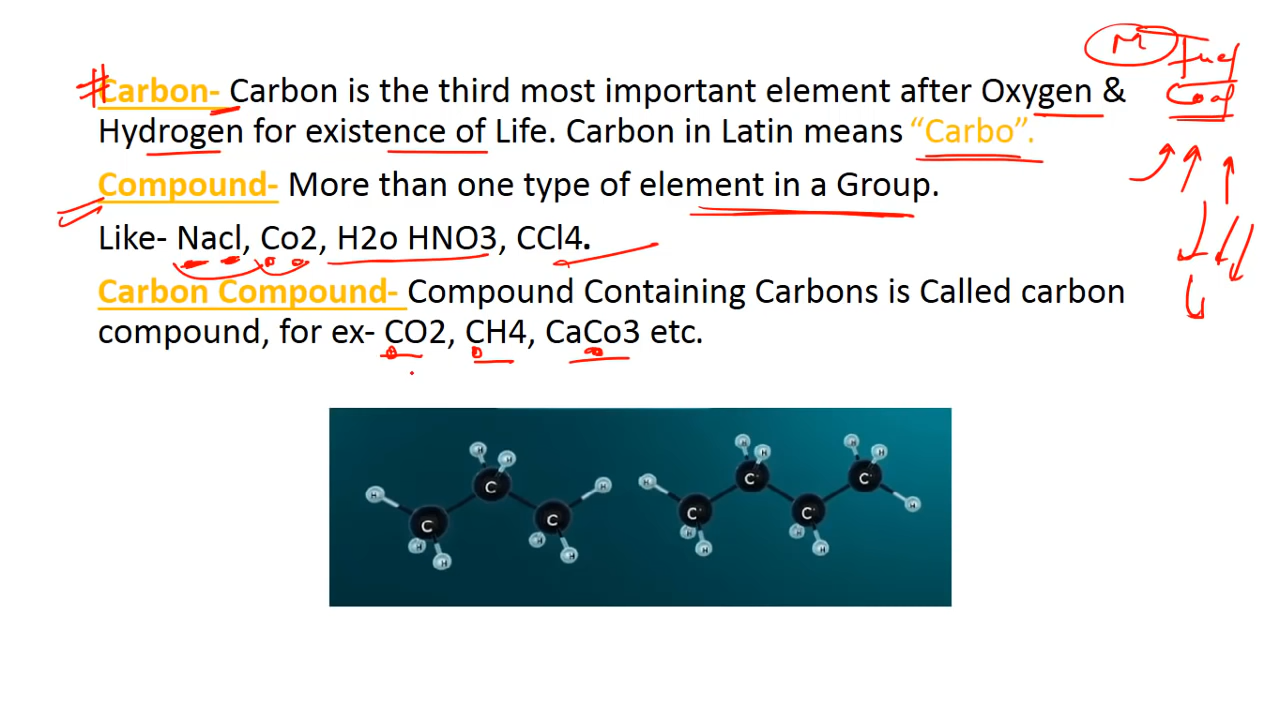 Carbon- Carbon is the third most important element after Oxygen &
Hydrogen for existence of Life. Carbon in Latin means “Carbo”.
Compound- More than one type of element in a Group.
Like- Nacl, Co2, H2o HNO3, CCl4.
Carbon Compound- Compound Containing Carbons is Called carbon
compound, for ex- CO2, CH4, CaCo3 etc.
M
Fuel
Coal
H H H H H H H H
C C C
H H H H H H H H H H
C C C C